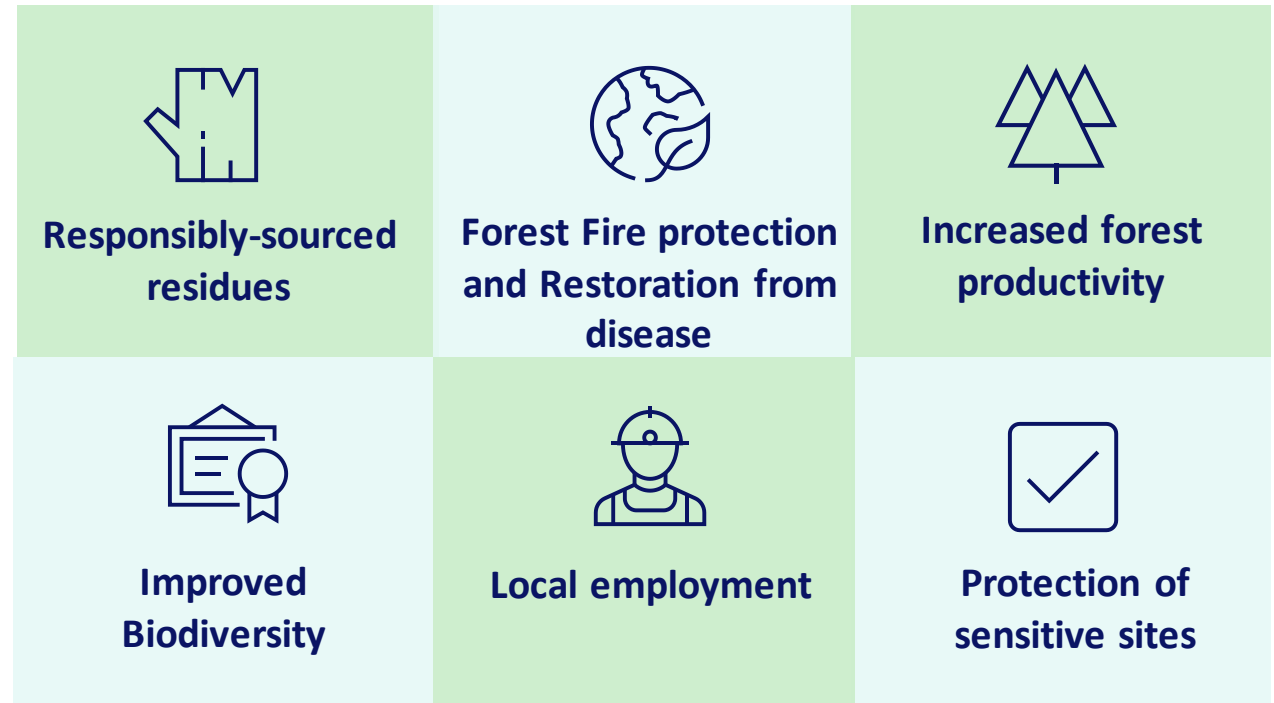 Responsibly-sourced
residues
Forest Fire protection
and Restoration from
disease
Increased forest
productivity
Improved
Biodiversity
Local employment
Protection of
sensitive sites